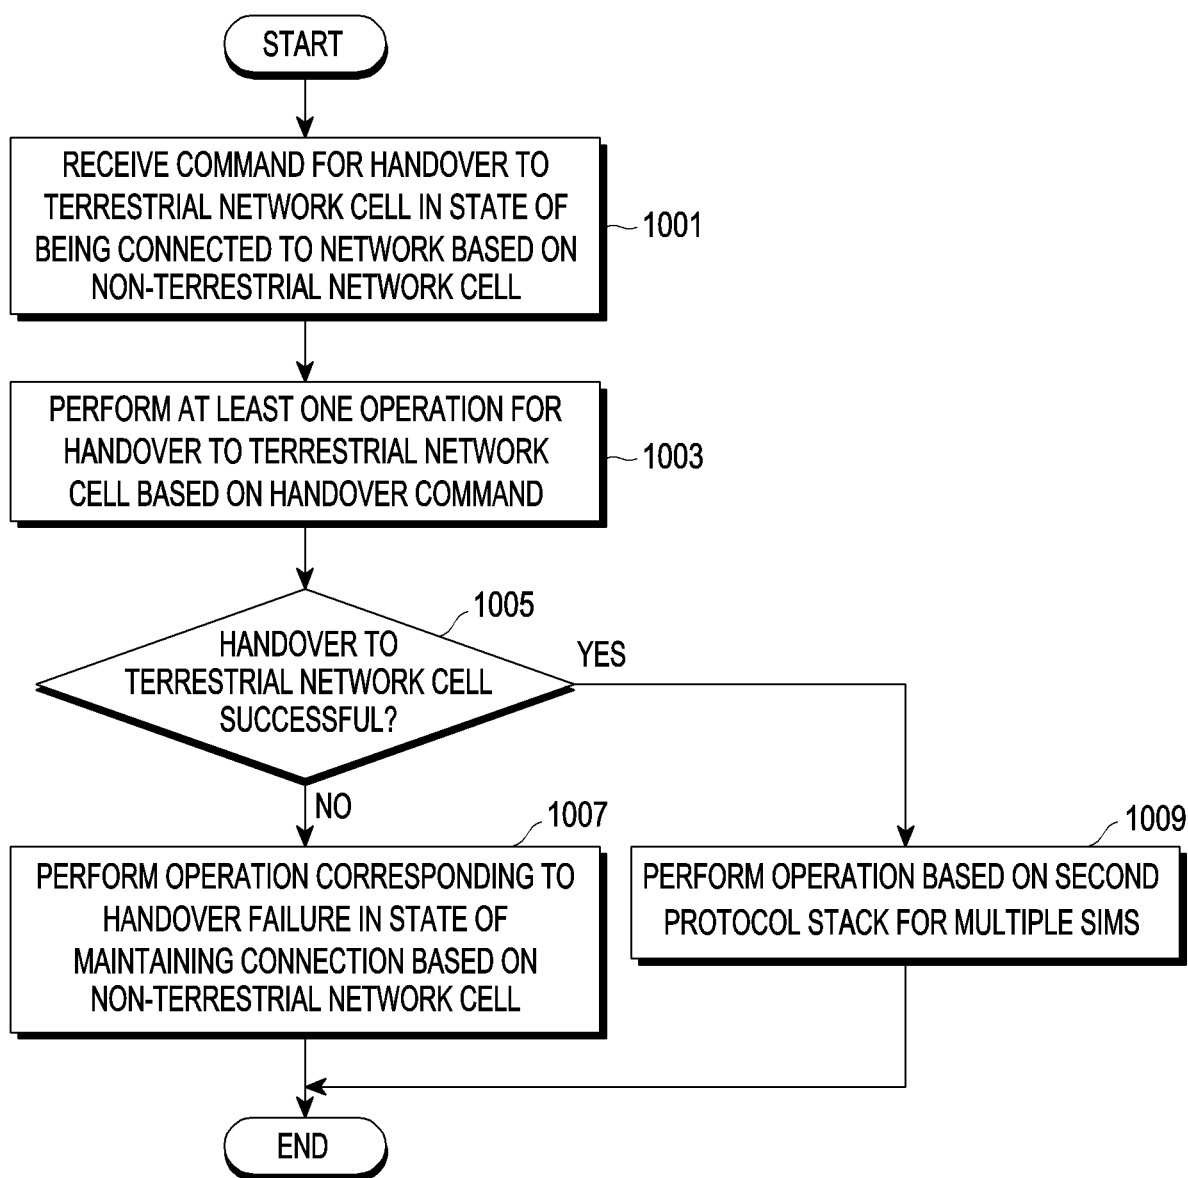 START
RECEIVE COMMAND FOR HANDOVER TO
TERRESTRIAL NETWORK CELL IN STATE OF
BEING CONNECTED TO NETWORK BASED ON
NON-TERRESTRIAL NETWORK CELL
1001
PERFORM AT LEAST ONE OPERATION FOR
HANDOVER TO TERRESTRIAL NETWORK
CELL BASED ON HANDOVER COMMAND
1003
1005
HANDOVER TO
TERRESTRIAL NETWORK CELL
SUCCESSFUL?
YES
NO
1007
PERFORM OPERATION CORRESPONDING TO
HANDOVER FAILURE IN STATE OF
MAINTAINING CONNECTION BASED ON
NON-TERRESTRIAL NETWORK CELL
1009
PERFORM OPERATION BASED ON SECOND
PROTOCOL STACK FOR MULTIPLE SIMS
END